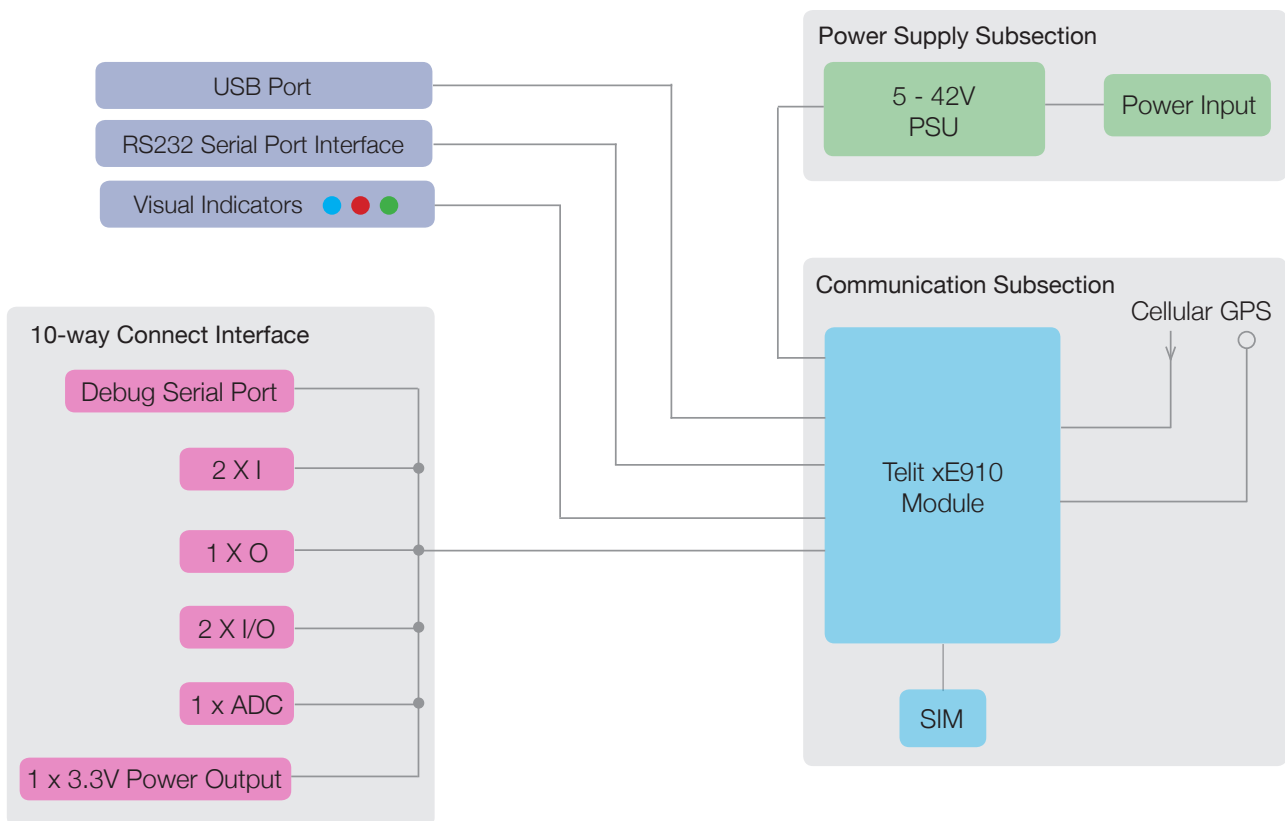 Power Supply Subsection
USB Port
5 - 42V
PSU
Power Input
RS232 Serial Port Interface
Visual Indicators
Communication Subsection
Cellular GPS
10-way Connect Interface
Debug Serial Port
2 X I
1 X O
2 X I/O
1 x ADC
1 x 3.3V Power Output
Telit xE910
Module
SIM